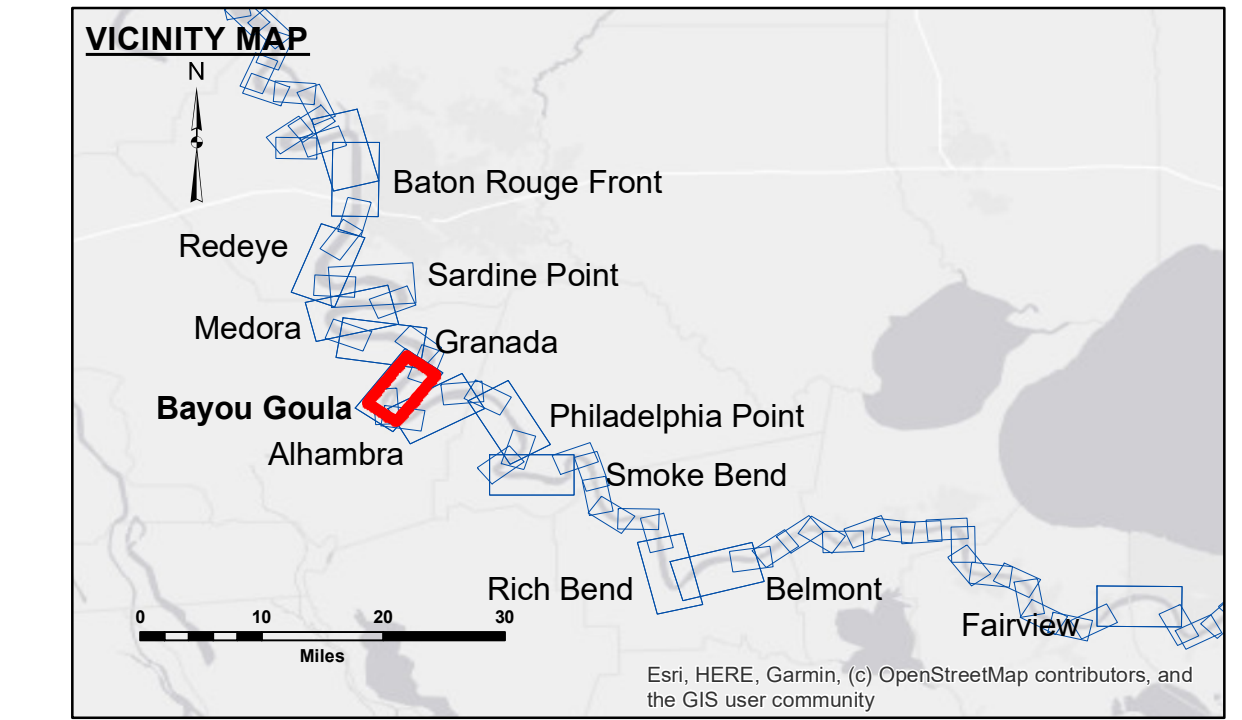 VICINITY MAP
N
Baton Rouge Front
Redeye
Sardine Point
Medora
Granada
Bayou Goula
Philadelphia Point
Alhambra
Smoke Bend
Rich Bend
Belmont
Fairview
0 10 20 30
Miles
Esri, HERE, Garmin, (c) OpenStreetMap contributors, and
the GIS user community